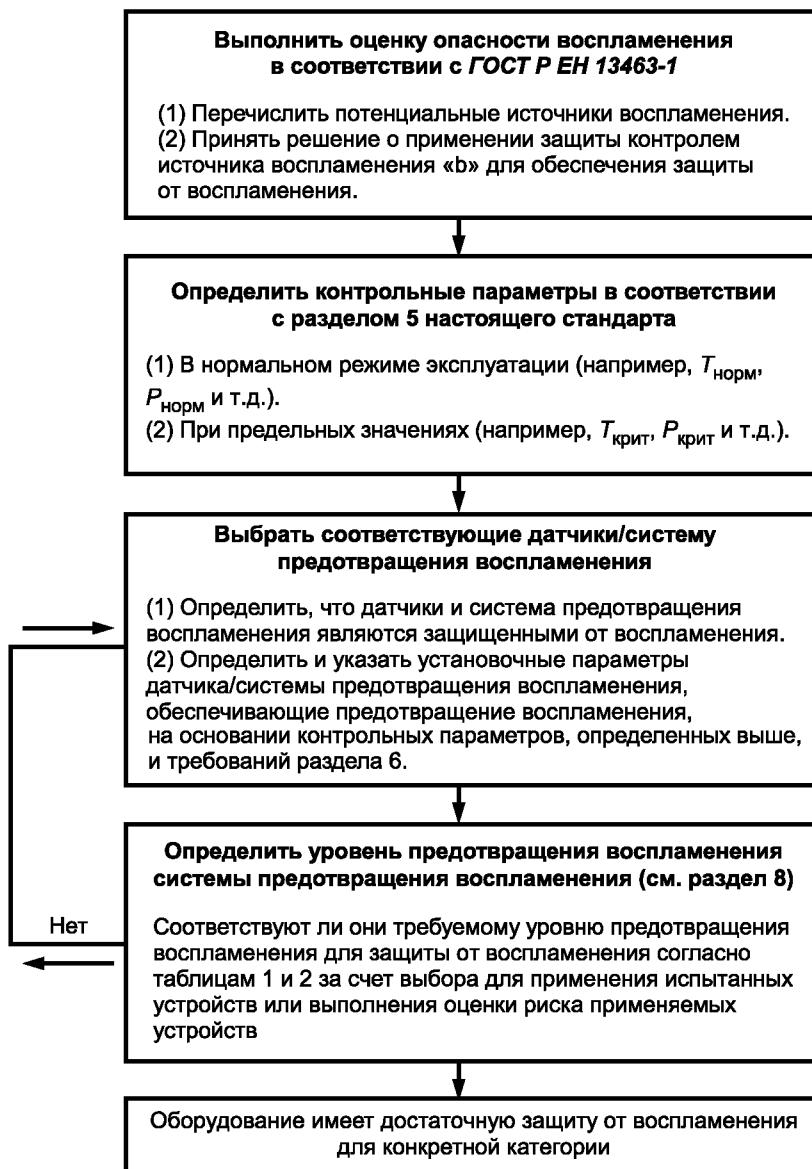 Выполнить оценку опасности воспламенения
в соответствии с ГОСТ Р ЕН 13463-1
(1) Перечислить потенциальные источники воспламенения.
(2) Принять решение о применении защиты контролем
источника воспламенения «b» для обеспечения защиты
от воспламенения.
Определить контрольные параметры в соответствии
с разделом 5 настоящего стандарта
(1) В нормальном режиме эксплуатации (например, Tнорм,
Pнорм и т.д.).
(2) При предельных значениях (например, Tкрит, Pкрит и т.д.).
Выбрать соответствующие датчики/систему
предотвращения воспламенения
(1) Определить, что датчики и система предотвращения
воспламенения являются защищенными от воспламенения.
(2) Определить и указать установочные параметры
датчика/системы предотвращения воспламенения,
обеспечивающие предотвращение воспламенения,
на основании контрольных параметров, определенных выше,
и требований раздела 6.
Определить уровень предотвращения воспламенения
системы предотвращения воспламенения (см. раздел 8)
Нет
Соответствуют ли они требуемому уровню предотвращения
воспламенения для защиты от воспламенения согласно
таблицам 1 и 2 за счет выбора для применения испытанных
устройств или выполнения оценки риска применяемых
устройств
Оборудование имеет достаточную защиту от воспламенения
для конкретной категории